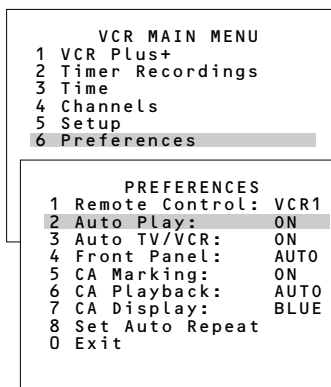 VCR MAIN MENU
1 VCR Plus+
2 Timer Recordings
3 Time
4 Channels
5 Setup
6 Preferences
PREFERENCES
1 Remote Control: VCR1
2 Auto Play: ON
3 Auto TV/VCR: ON
4 Front Panel: AUTO
5 CA Marking: ON
6 CA Playback: AUTO
7 CA Display: BLUE
8 Set Auto Repeat
0 Exit